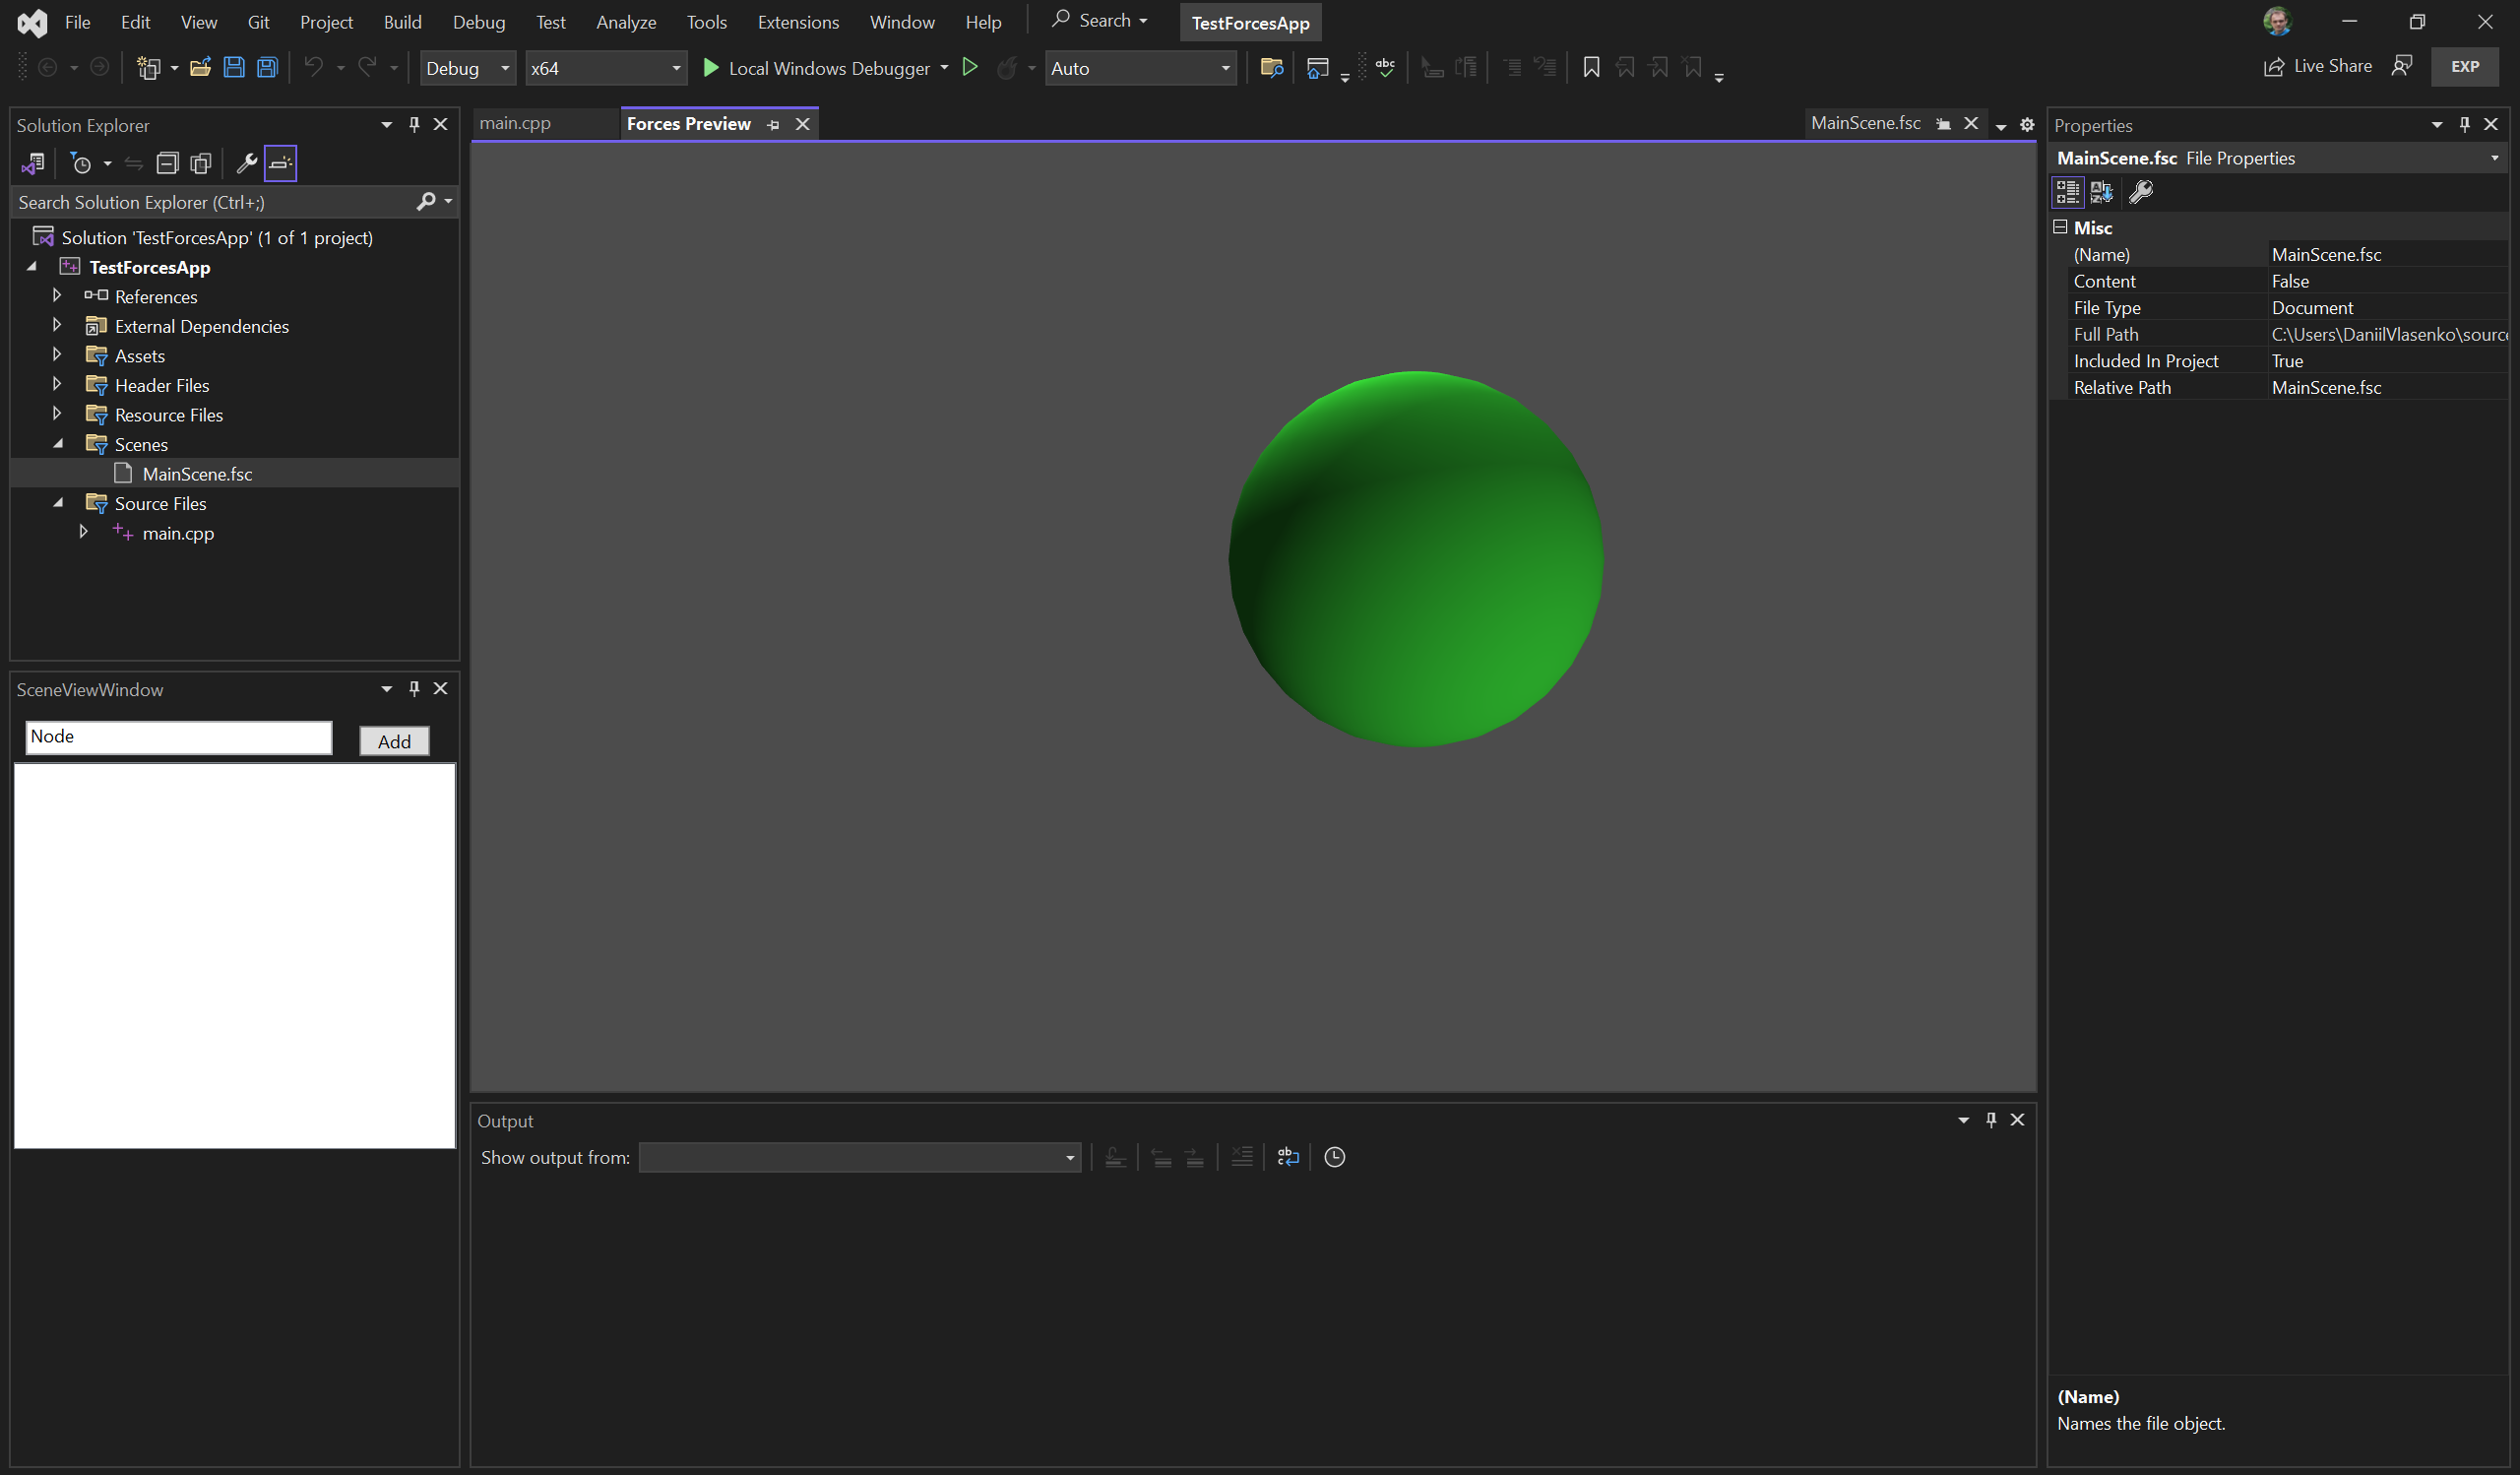 File Edit View Git Project Build Debug Test Analyze Tools Extensions Window Help Search TestForcesApp
Debug x64 Local Windows Debugger Auto abc Live Share EXP
Solution Explorer
Search Solution Explorer (Ctrl+;)
Solution 'TestForcesApp' (1 of 1 project)
TestForcesApp
References
External Dependencies
Assets
Header Files
Resource Files
Scenes
MainScene.fsc
Source Files
main.cpp
SceneViewWindow
Node Add
main.cpp Forces Preview MainScene.fsc
Output
Show output from:
Properties
MainScene.fsc File Properties
Misc
(Name) MainScene.fsc
Content False
File Type Document
Full Path C:\Users\DaniilVlasenko\source
Included In Project True
Relative Path MainScene.fsc
(Name)
Names the file object.